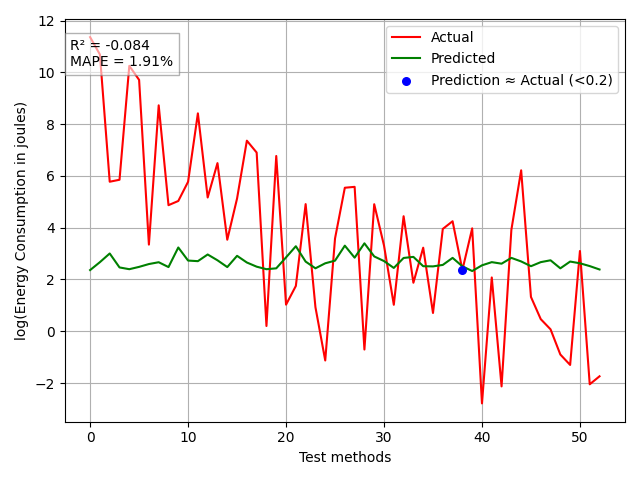 R² = -0.084
MAPE = 1.91%
Actual
Predicted
Prediction ≈ Actual (<0.2)
log(Energy Consumption in joules)
12
10
8
6
4
2
0
−2
0
10
20
30
40
50
Test methods